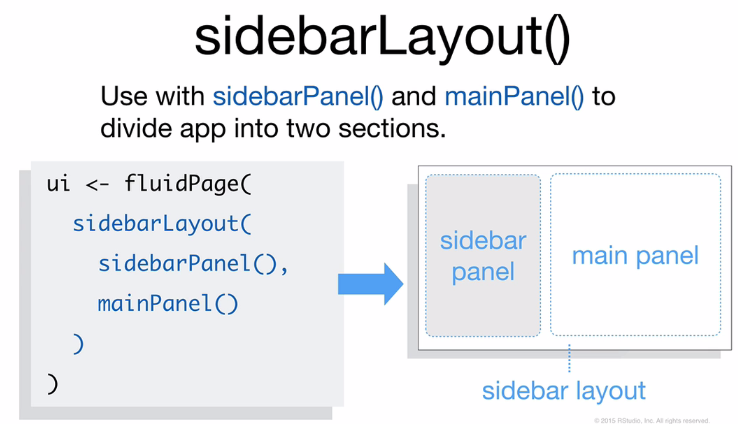 sidebarLayout()
Use with sidebarPanel() and mainPanel() to
divide app into two sections.
ui <- fluidPage(
sidebarLayout(
sidebarPanel(),
mainPanel()
)
)
sidebar
panel
main panel
sidebar layout
© 2015 RStudio, Inc. All rights reserved.